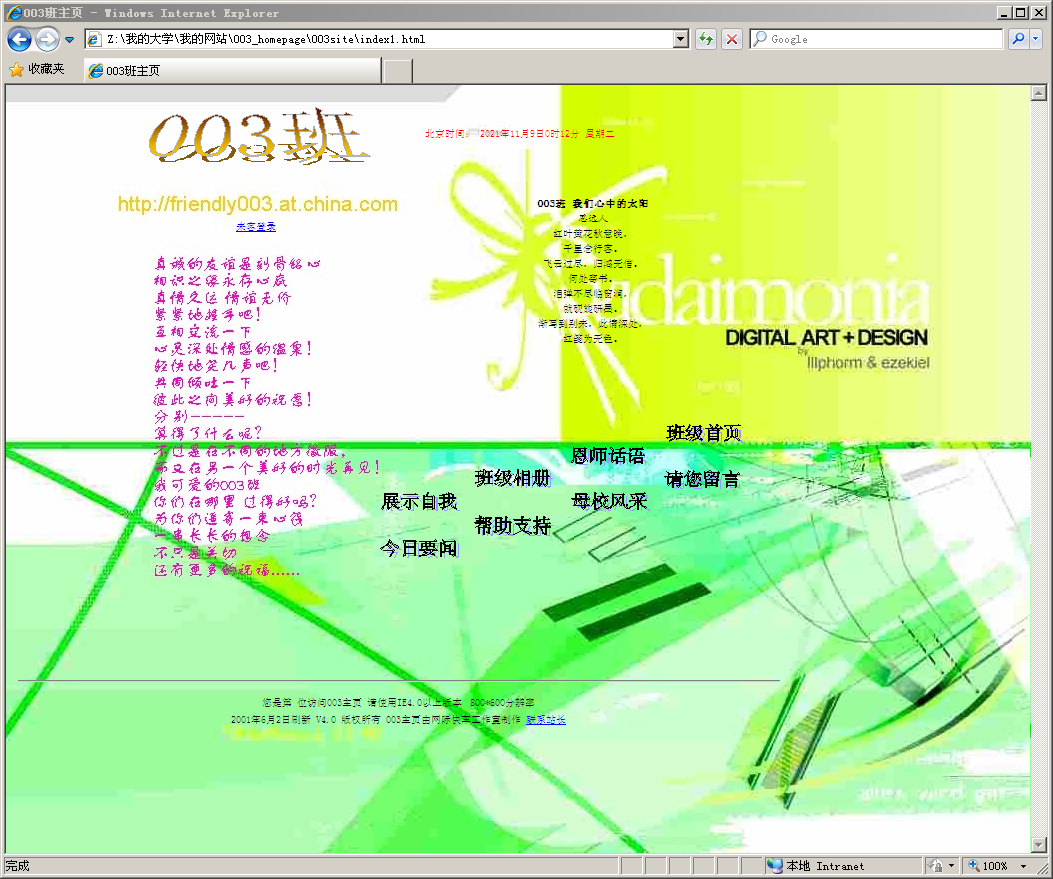 003班主页 - Windows Internet Explorer
Z:\我的大学\我的网站\003_homepage\003site\index1.html
Google
收藏夹
003班主页
003班
北京时间： 2021年11月9日0时12分 星期二
http://friendly003.at.china.com
来客登录
003班 我们心中的太阳
思远人
红叶黄花秋意晚，
千里念行客。
飞云过尽，归鸿无信。
何处寄书。
泪弹不尽临窗滴。
就砚旋研墨。
渐写到别来，此情深处，
红笺为无色。
真诚的友谊是刻骨铭心
相识之缘永存心底
真情久运 情谊无价
紧紧地握手吧！
互相交流一下
心灵深处情感的温柔！
轻快地笑几声吧！
共同倾吐一下
彼此之间美好的祝愿！
分别-----
算得了什么呢？
不过是在不同的地方微服，
而又在另一个美好的时光再见！
我可爱的003班
你们在哪里 过得好吗？
为你们遥寄一束心筏
一串长长的想念
不只是关切
还有更多的祝福......
udaimonia
DIGITAL ART+DESIGN
by
lllphorm & ezekiel
班级首页
恩师话语
班级相册
请您留言
展示自我
母校风采
帮助支持
今日要闻
您是第 位访问003主页 请使用IE4.0以上版本 800*600分辨率
2001年6月2日刷新 V4.0 版权所有 003主页由网际快车工作室制作 联系站长
完成
本地 Intranet
100%